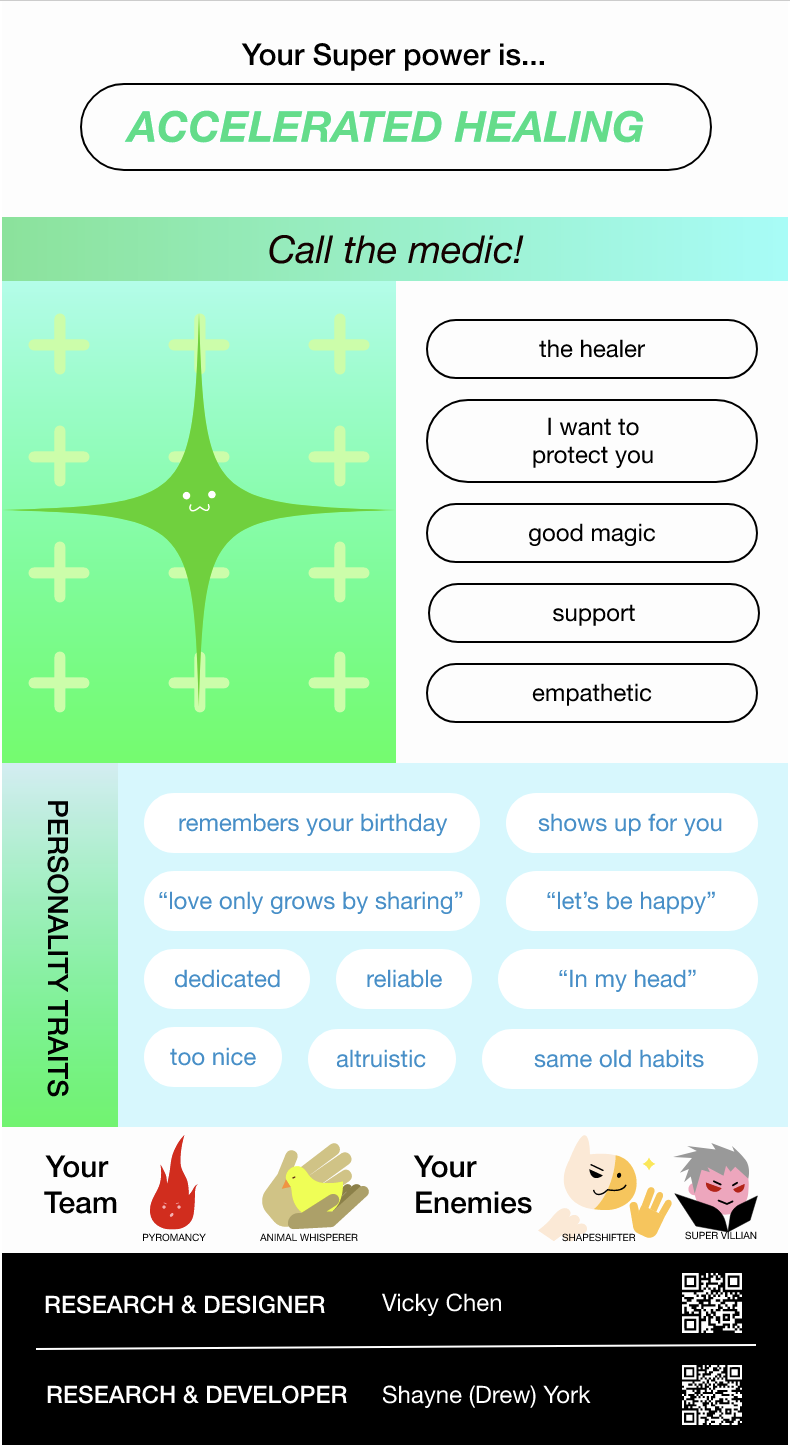 Your Super power is...
ACCELERATED HEALING
Call the medic!
the healer
I want to
protect you
good magic
support
empathetic
PERSONALITY TRAITS
remembers your birthday
shows up for you
“love only grows by sharing”
“let’s be happy”
dedicated
reliable
“In my head”
too nice
altruistic
same old habits
Your
Team
PYROMANCY
ANIMAL WHISPERER
Your
Enemies
SHAPESHIFTER
SUPER VILLIAN
RESEARCH & DESIGNER
Vicky Chen
RESEARCH & DEVELOPER
Shayne (Drew) York